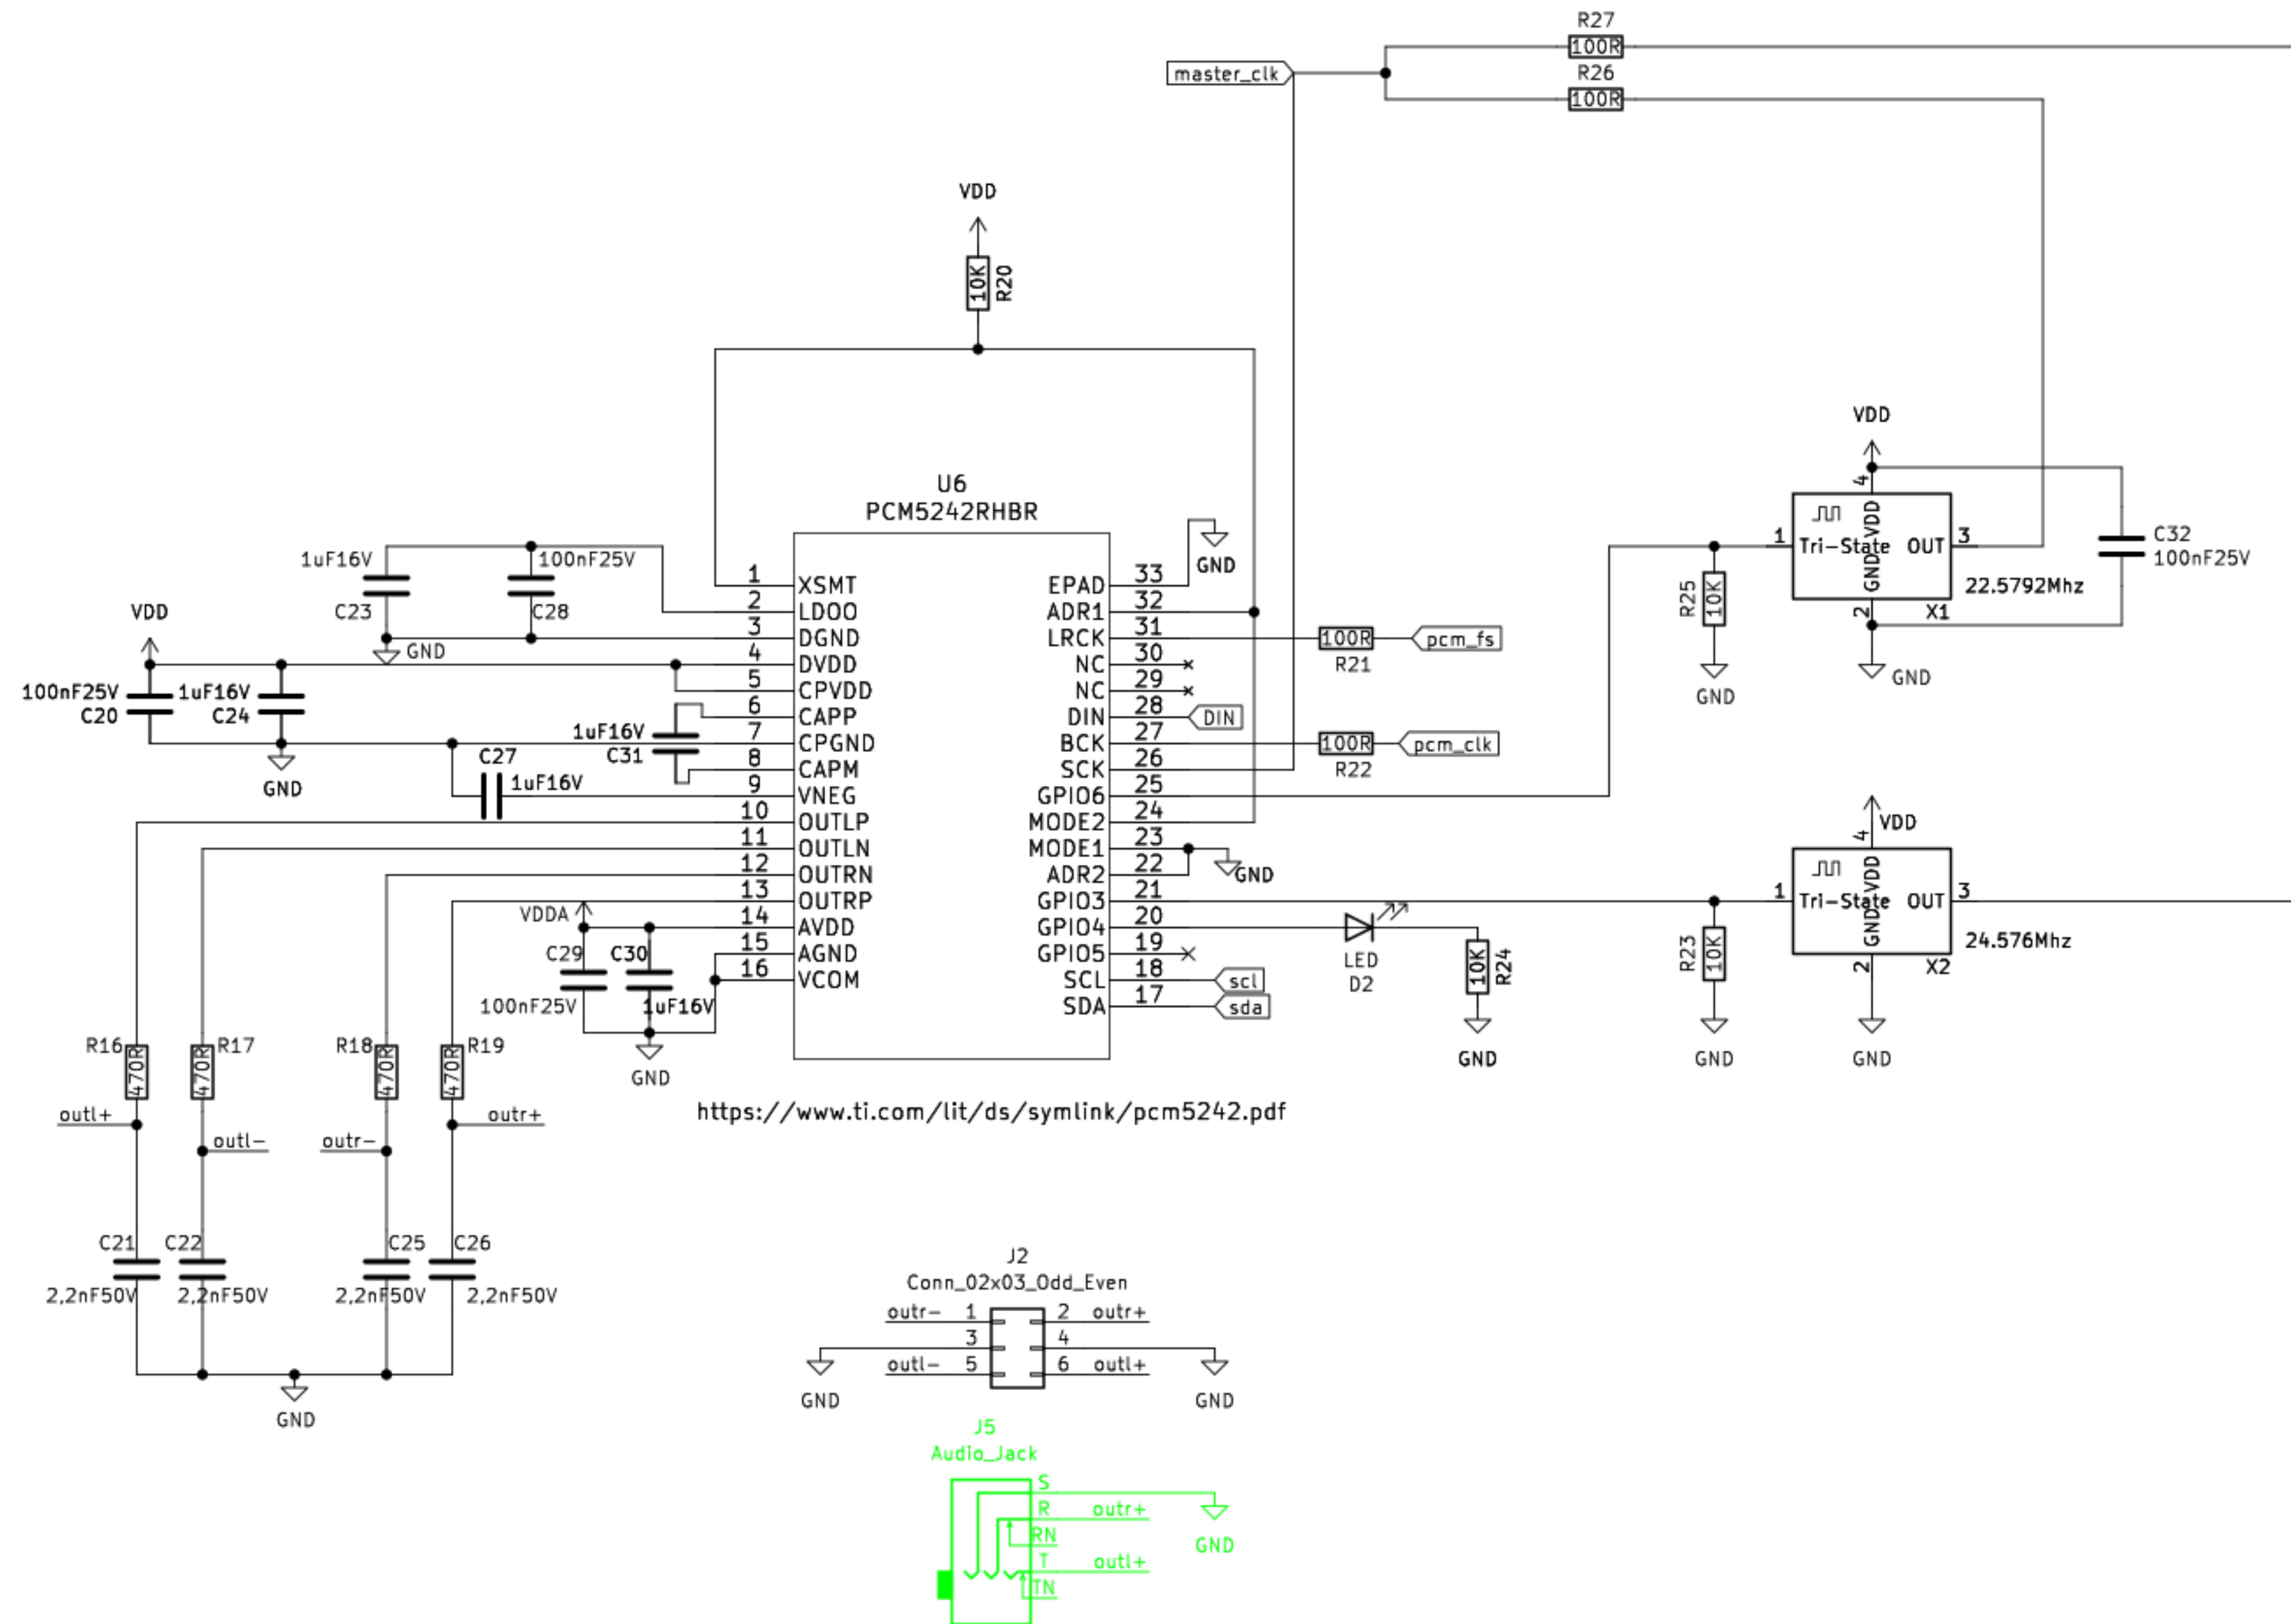 R27
100R
master_clk
R26
100R
VDD
10K
R20
VDD
U6
PCM5242RHBR
4
VDD
C32
100nF25V
1
Tri-State
OUT
3
GND
22.5792Mhz
2
X1
R25
10K
GND
GND
1uF16V
100nF25V
C23
C28
GND
VDD
100nF25V
C20
1uF16V
C24
GND
1uF16V
C31
C27
1uF16V
1 XSMT
2 LDOO
3 DGND
4 DVDD
5 CPVDD
6 CAPP
7 CPGND
8 CAPM
9 VNEG
10 OUTLP
11 OUTLN
12 OUTRN
13 OUTRP
14 AVDD
15 AGND
16 VCOM
EPAD 33
ADR1 32
LRCK 31
NC 30
NC 29
DIN 28
BCK 27
SCK 26
GPIO6 25
MODE2 24
MODE1 23
ADR2 22
GPIO3 21
GPIO4 20
GPIO5 19
SCL 18
SDA 17
GND
100R
R21
pcm_fs
DIN
100R
R22
pcm_clk
GND
LED
D2
10K
R24
GND
scl
sda
VDD
4
VDD
1
Tri-State
OUT
3
GND
24.576Mhz
2
X2
R23
10K
GND
GND
VDDA
C29
C30
100nF25V
1uF16V
GND
R16
470R
470R
R17
R18
470R
470R
R19
outl+
outl-
outr-
outr+
https://www.ti.com/lit/ds/symlink/pcm5242.pdf
C21
C22
C25
C26
2,2nF50V
2,2nF50V
2,2nF50V
2,2nF50V
GND
J2
Conn_02x03_Odd_Even
outr- 1 2 outr+
3 4
outl- 5 6 outl+
GND
GND
J5
Audio_Jack
S
R outr+
RN
GND
T outl+
TN